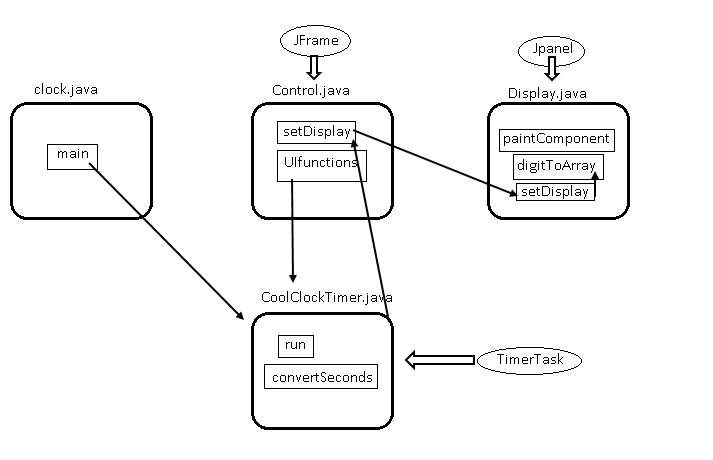 JFrame
Jpanel
clock.java
Control.java
Display.java
main
setDisplay
UIfunctions
paintComponent
digitToArray
setDisplay
CoolClockTimer.java
run
convertSeconds
TimerTask